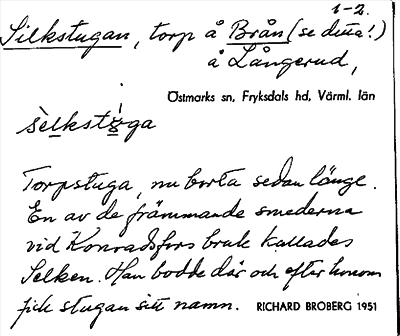 1-2.
Silkstugan, torp å Brån (se detta!)
å Långerud,
Östmarks sn, Fryksdals hd, Värml. län
Torpstuga, nu borta sedan länge.
En av de främmande smederna
vid Konradsfors bruk kallades
Selken. Han bodde där och efter honom
fick stugan sitt namn. RICHARD BROBERG 1951